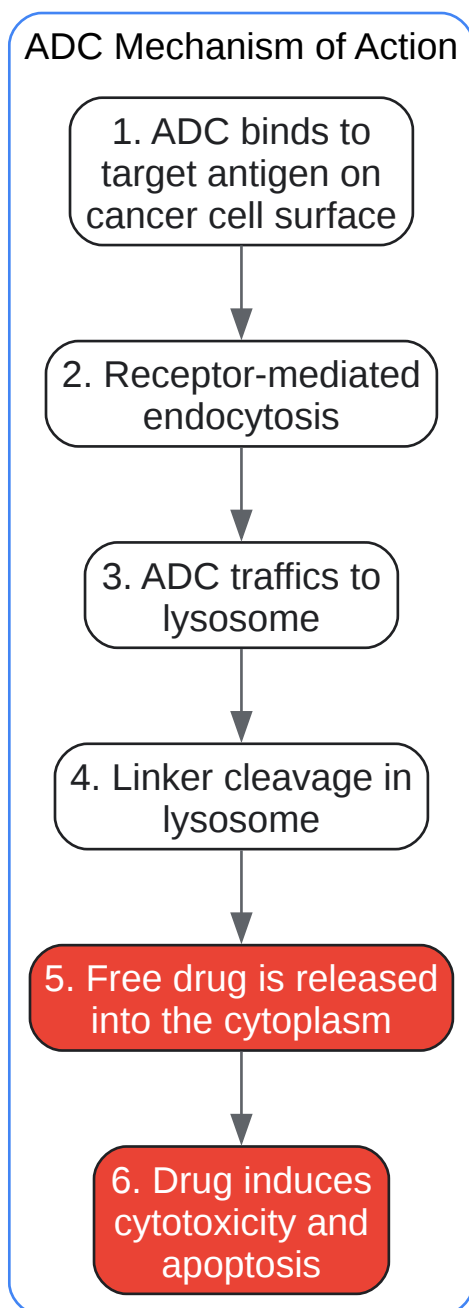 ADC Mechanism of Action
1. ADC binds to
target antigen on
cancer cell surface
2. Receptor-mediated
endocytosis
3. ADC traffics to
lysosome
4. Linker cleavage in
lysosome
5. Free drug is released
into the cytoplasm
6. Drug induces
cytotoxicity and
apoptosis